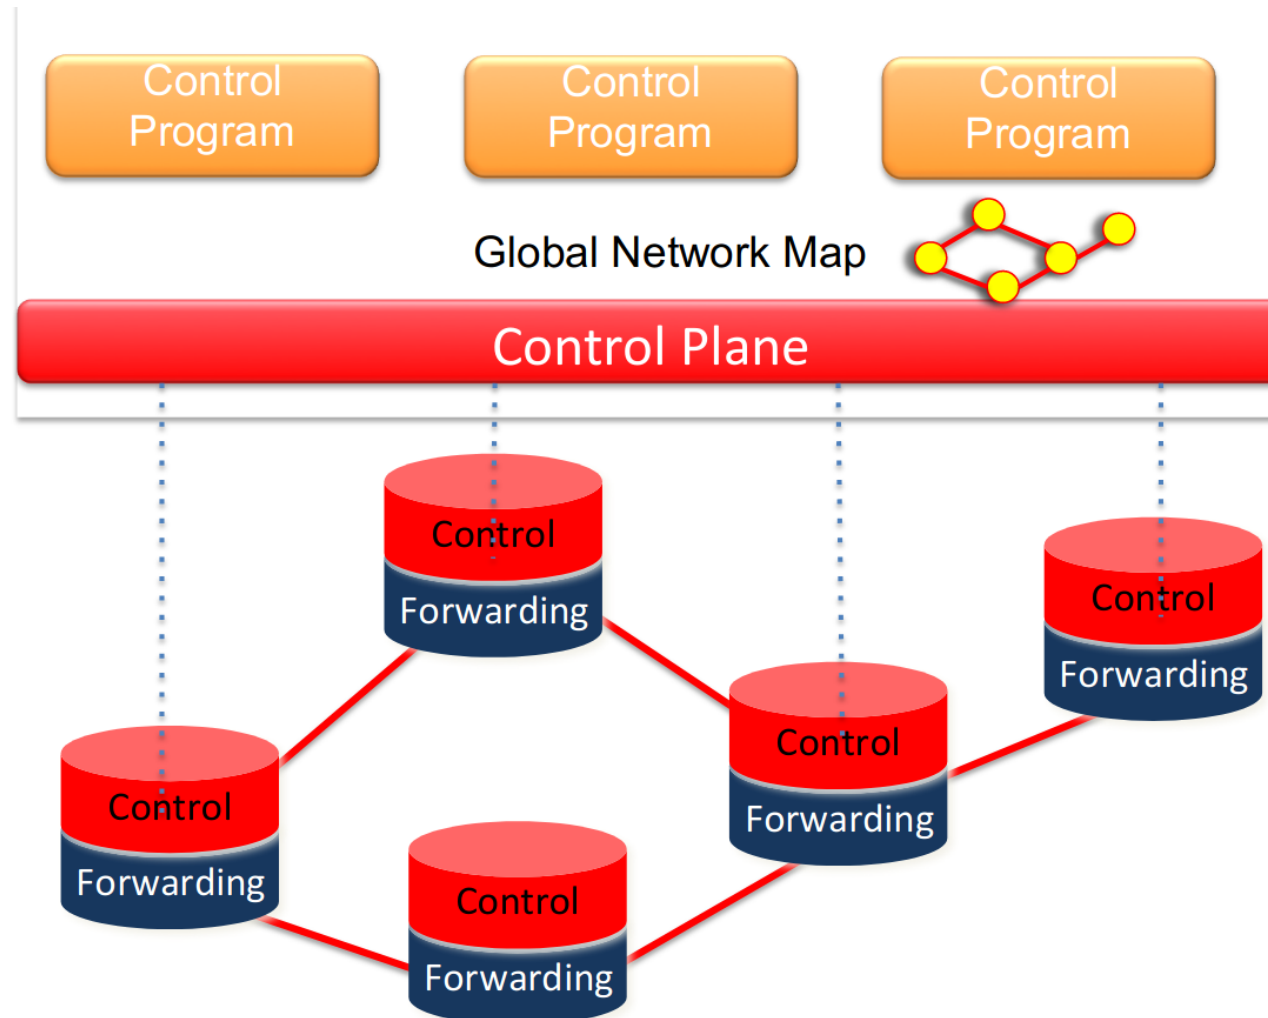 Control
Program
Control
Program
Control
Program
Global Network Map
Control Plane
Control
Forwarding
Control
Forwarding
Control
Forwarding
Control
Forwarding
Control
Forwarding